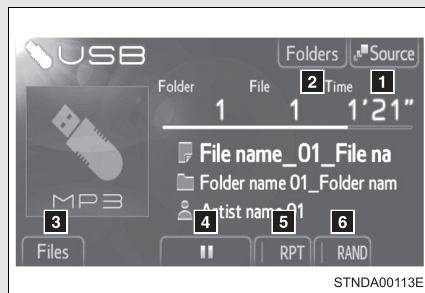 USB
Folders
Source
2
1
Folder File Time
1 1 1'21"
File name_01_File na
Folder name 01_Folder nam
MP3
Artist name 01
3
4
5
6
Files
RPT
RAND
STNDA00113E